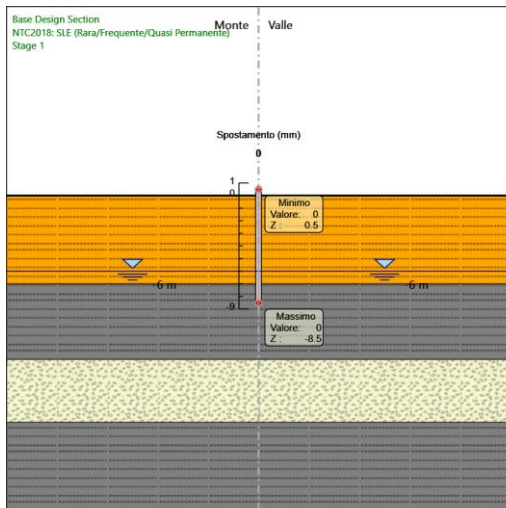 Base Design Section
NTC2018: SLE (Rara/Frequente/Quasi Permanente)
Stage 1
Monte
Valle
Spostamento (mm)
0
1
0
Minimo
Valore: 0
Z : 0.5
-6 m
-6 m
-9
Massimo
Valore: 0
Z : -8.5